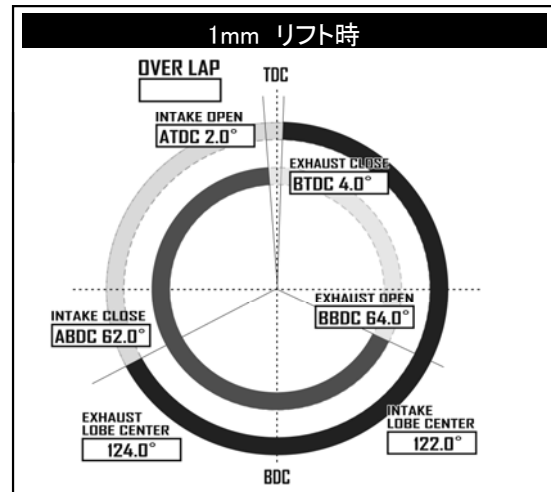 1mm リフト時
OVER LAP
TDC
INTAKE OPEN
ATDC 2.0°
EXHAUST CLOSE
BTDC 4.0°
INTAKE CLOSE
ABDC 62.0°
EXHAUST OPEN
BBDC 64.0°
EXHAUST
LOBE CENTER
124.0°
INTAKE
LOBE CENTER
122.0°
BDC